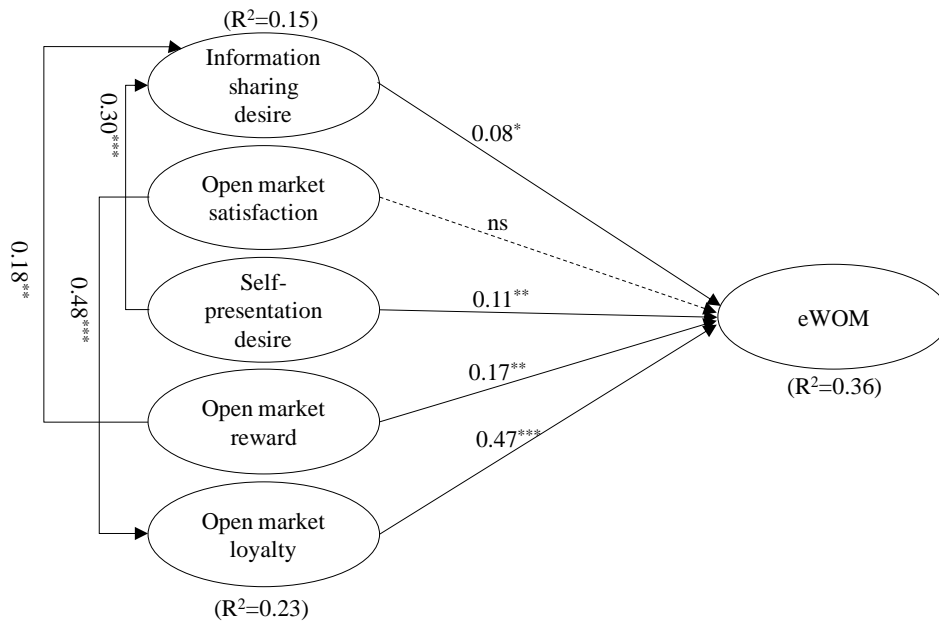 (R²=0.15)
Information
sharing
desire
0.08*
0.30***
Open market
satisfaction
ns
0.18**
0.48***
Self-
presentation
desire
0.11**
eWOM
(R²=0.36)
0.17**
Open market
reward
0.47***
Open market
loyalty
(R²=0.23)